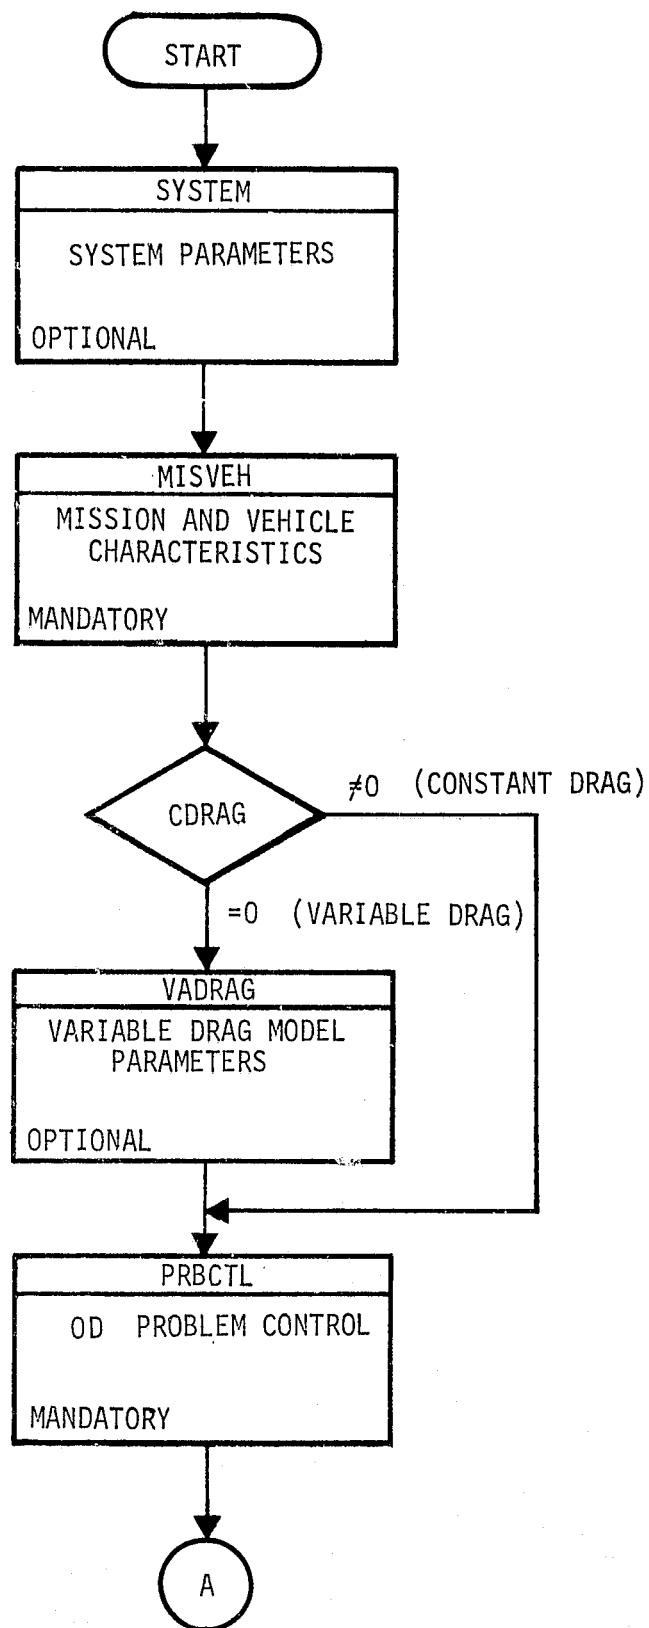 START
SYSTEM
SYSTEM PARAMETERS
OPTIONAL
MISVEH
MISSION AND VEHICLE
CHARACTERISTICS
MANDATORY
CDRAG
≠0 (CONSTANT DRAG)
=0 (VARIABLE DRAG)
VADRAG
VARIABLE DRAG MODEL
PARAMETERS
OPTIONAL
PRBCTL
OD PROBLEM CONTROL
MANDATORY
A